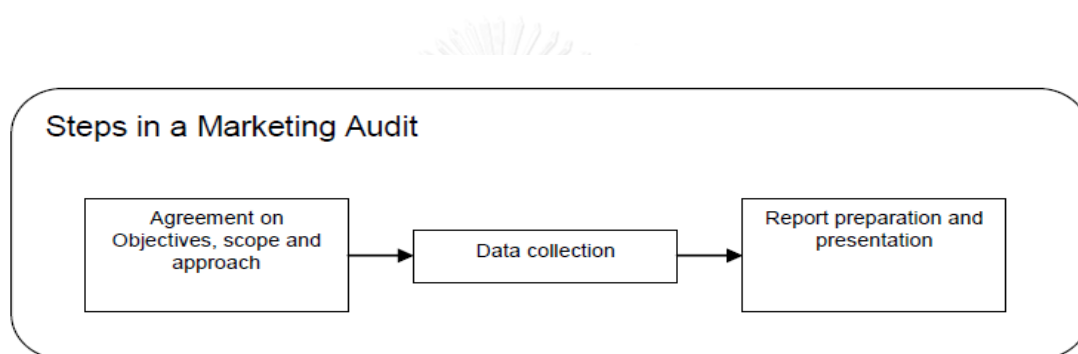 Steps in a Marketing Audit
Agreement on
Objectives, scope and
approach
Data collection
Report preparation and
presentation